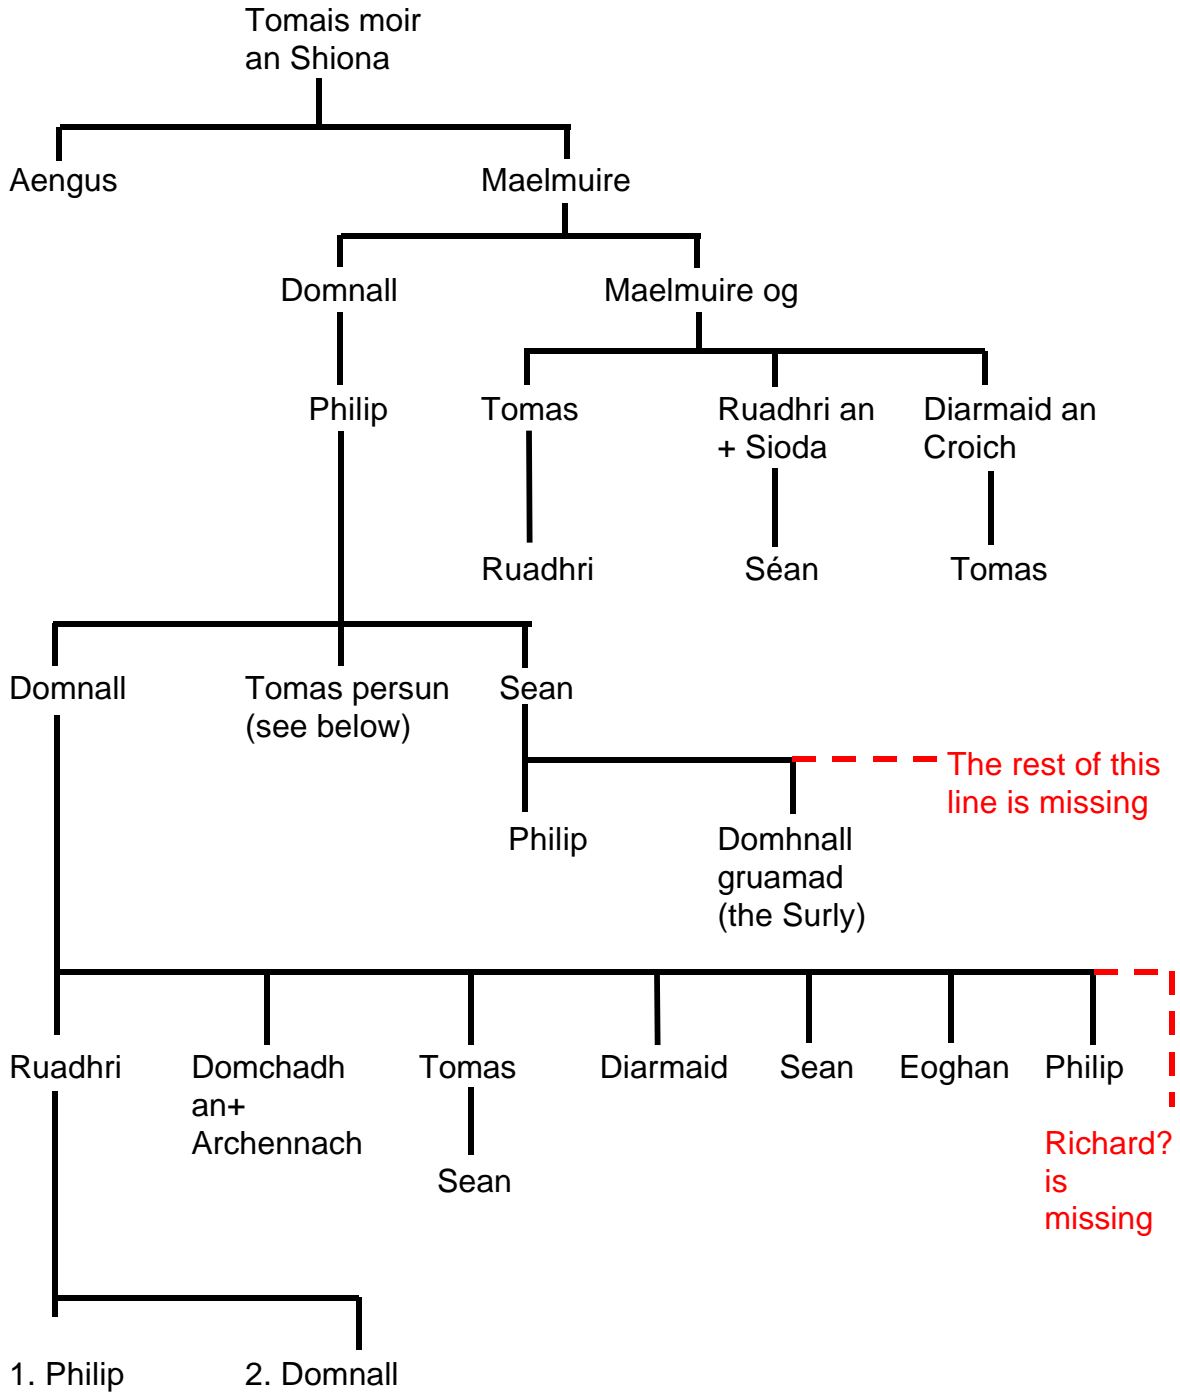 Tomais moir
an Shiona
Aengus
Maelmuire
Domnall
Maelmuire og
Philip
Tomas
Ruadhri an
+ Sioda
Diarmaid an
Croich
Ruadhri
Séan
Tomas
Domnall
Tomas persun
(see below)
Sean
The rest of this
line is missing
Philip
Domhnall
gruamad
(the Surly)
Ruadhri
Domchadh
an+
Archennach
Tomas
Diarmaid
Sean
Eoghan
Philip
Sean
Richard?
is
missing
1. Philip
2. Domnall